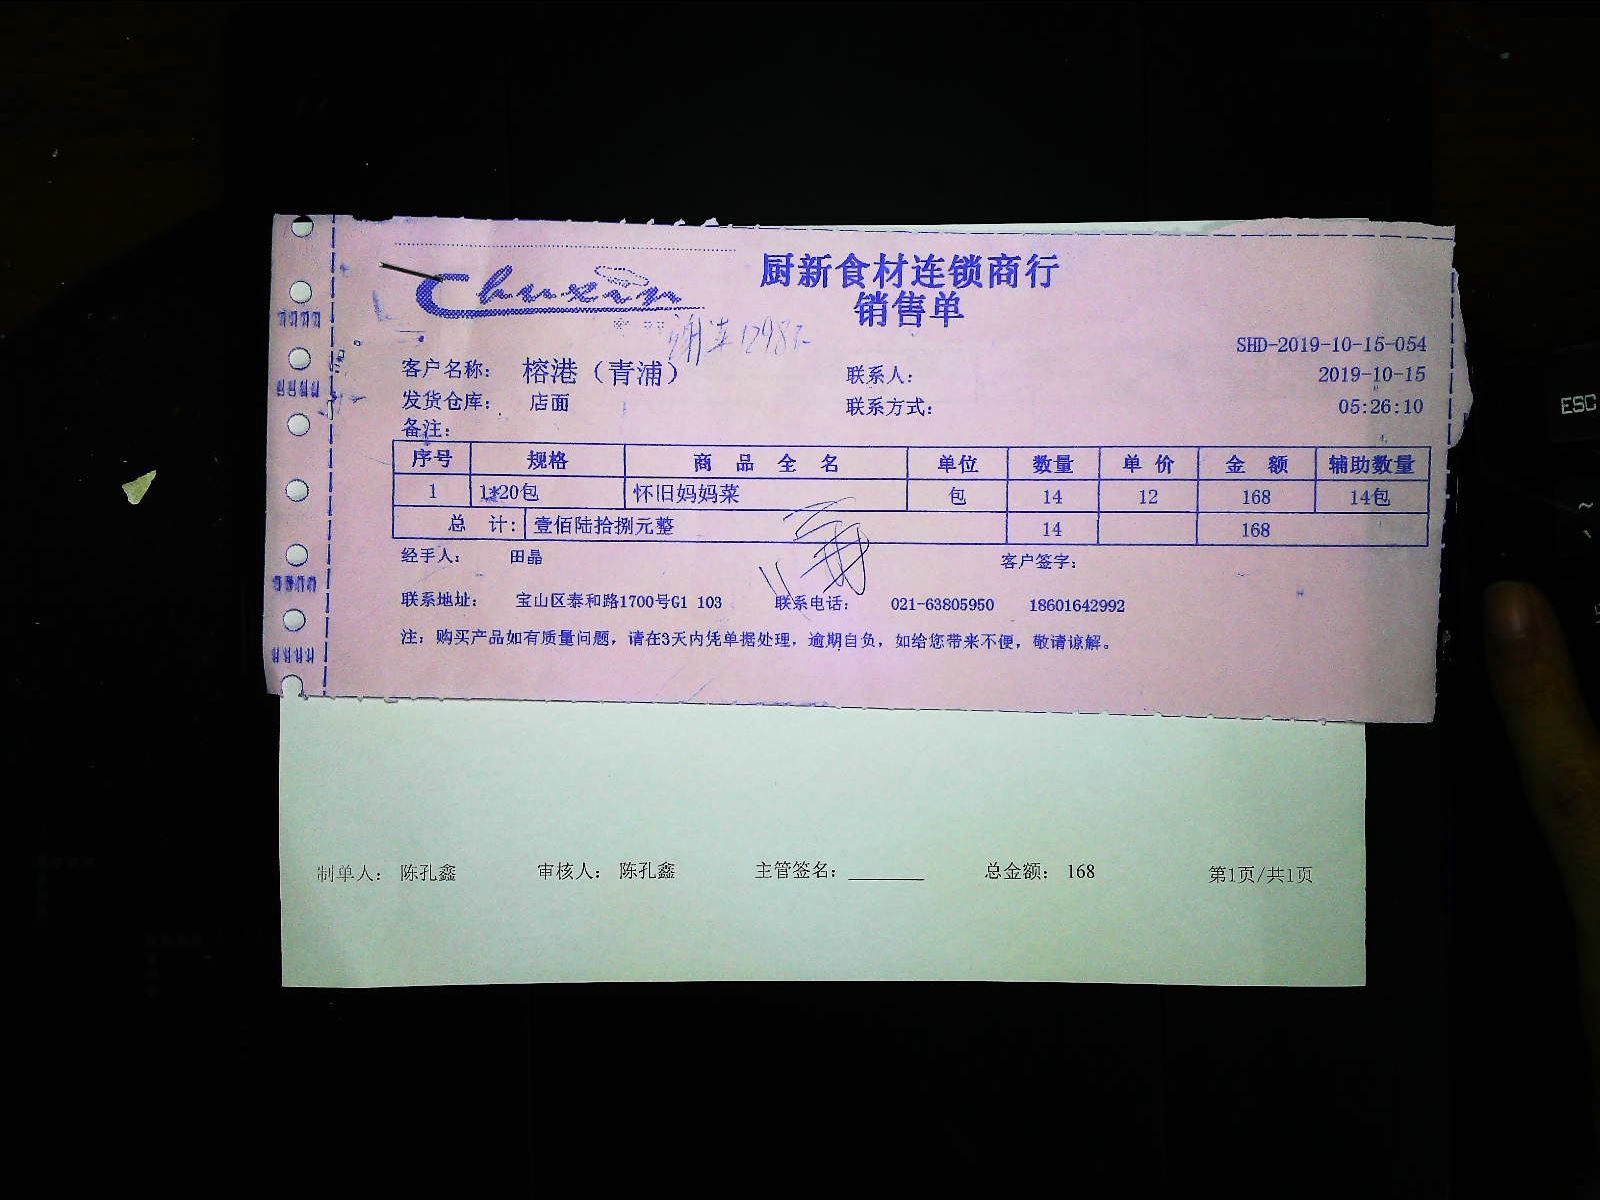 Chuxin
厨新食材连锁商行
销售单
SHD-2019-10-15-054
客户名称： 榕港（青浦） 联系人： 2019-10-15
发货仓库： 店面 联系方式： 05:26:10
备注：
序号 规格 商 品 全 名 单位 数量 单 价 金 额 辅助数量
1 1*20包 怀旧妈妈菜 包 14 12 168 14包
总 计： 壹佰陆拾捌元整 14 168
经手人： 田晶 客户签字：
联系地址： 宝山区泰和路1700号G1 103 联系电话： 021-63805950 18601642992
注：购买产品如有质量问题，请在3天内凭单据处理，逾期自负，如给您带来不便，敬请谅解。
制单人： 陈孔鑫 审核人： 陈孔鑫 主管签名：________ 总金额： 168 第1页/共1页
ESC